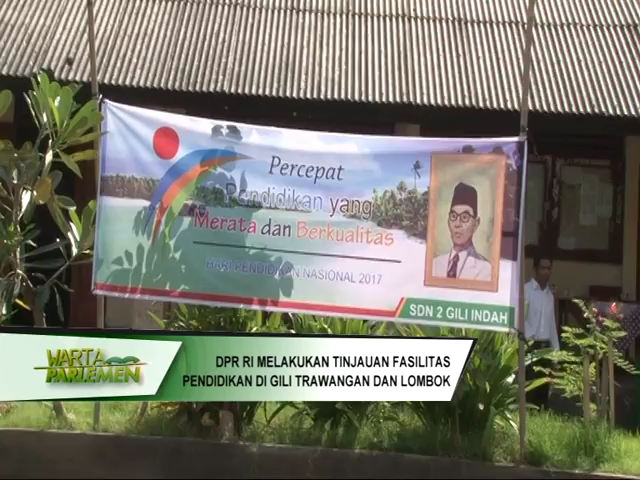 Percepat
Pendidikan yang
Merata dan Berkualitas
HARI PENDIDIKAN NASIONAL 2017
SDN 2 GILI INDAH
WARTA
PARLEMEN
DPR RI MELAKUKAN TINJAUAN FASILITAS
PENDIDIKAN DI GILI TRAWANGAN DAN LOMBOK